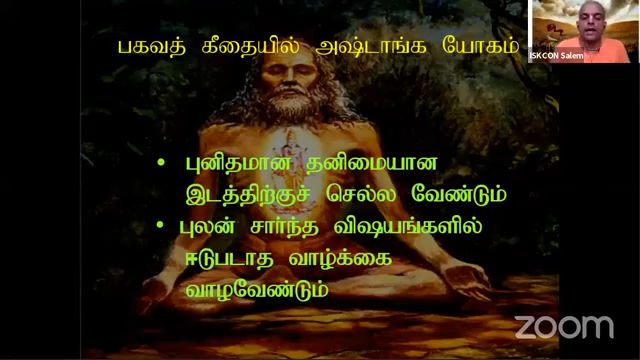 பகவத் கீதையில் அஷ்டாங்க யோகம்
ISKCON Salem
• புனிதமான தனிமையான
இடத்திற்குச் செல்ல வேண்டும்
• புலன் சார்ந்த விஷயங்களில்
ஈடுபடாத வாழ்க்கை
வாழவேண்டும்
zoom